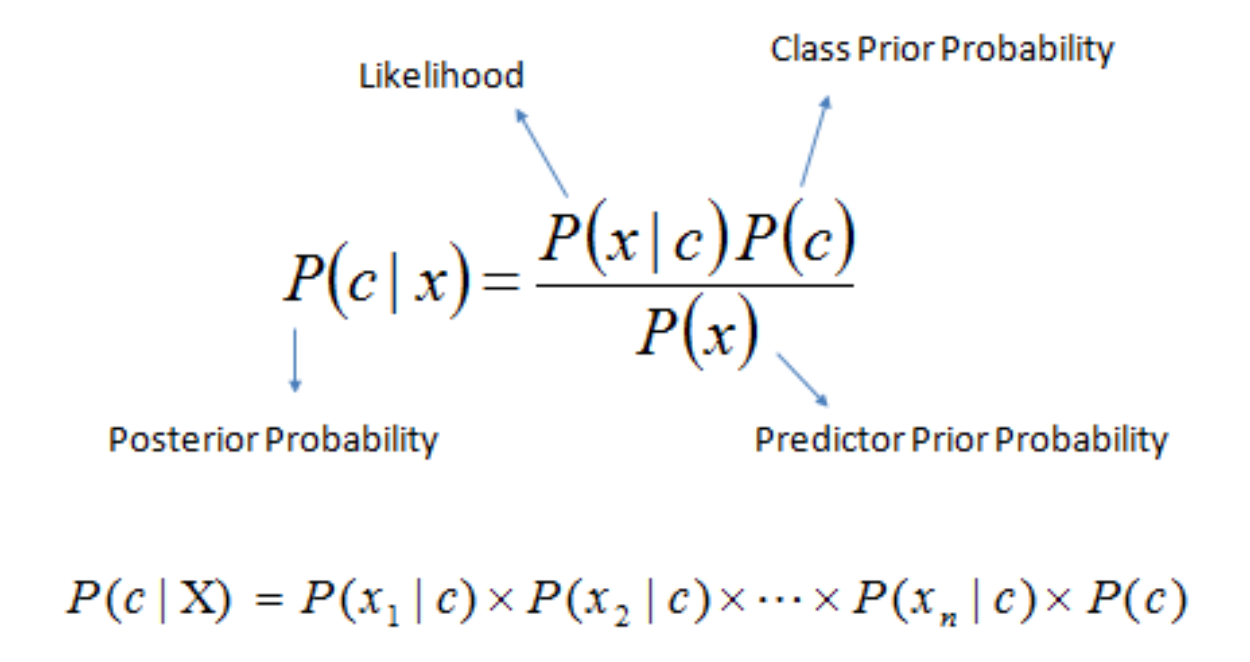 Class Prior Probability
Likelihood
P(c | x) = P(x | c) P(c) / P(x)
Posterior Probability
Predictor Prior Probability
P(c | X) = P(x₁ | c) × P(x₂ | c) × ⋯ × P(xₙ | c) × P(c)